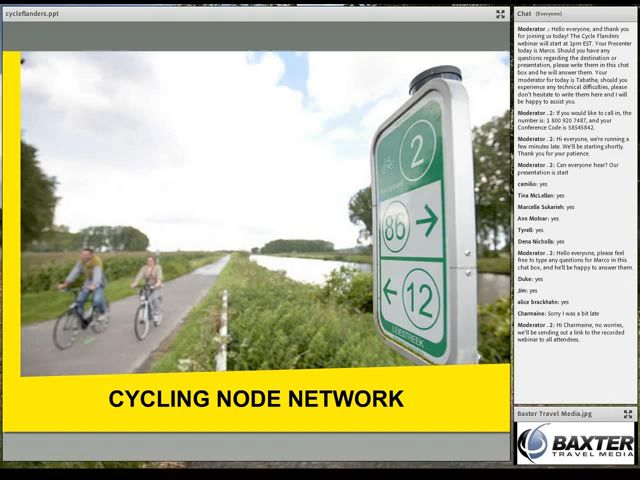 cycleflanders.ppt
2
86
12
LEIESTREEK
CYCLING NODE NETWORK
Chat (Everyone)
Moderator .: Hello everyone, and thank you
for joining us today! The Cycle Flanders
webinar will start at 1pm EST. Your Presenter
today is Marco. Should you have any
questions regarding the destination or
presentation, please write them in this chat
box and he will answer them. Your
moderator for today is Tabatha; should you
experience any technical difficulties, please
don't hesitate to write them here and I will
be happy to assist you.
Moderator . 2: If you would like to call in, the
number is: 1 800 920 7487, and your
Conference Code is 58545842.
Moderator . 2: Hi everyone, we're running a
few minutes late. We'll be starting shortly.
Thank you for your patience.
Moderator . 2: Can everyone hear? Our
presentation is start
camilio: yes
Tina McLellan: yes
Marcelle Sukarieh: yes
Ann Molnar: yes
Tyrell: yes
Dena Nicholls: yes
Moderator . 2: Hello everyone, please feel
free to type any questions for Marco in this
chat box, and he'll be happy to answer them.
Duke: yes
Jim: yes
alice brackhahn: yes
Charmaine: Sorry I was a bit late
Moderator . 2: Hi Charmaine, no worries,
we'll be sending out a link to the recorded
webinar to all attendees.
Baxter Travel Media.jpg
BAXTER
TRAVEL MEDIA